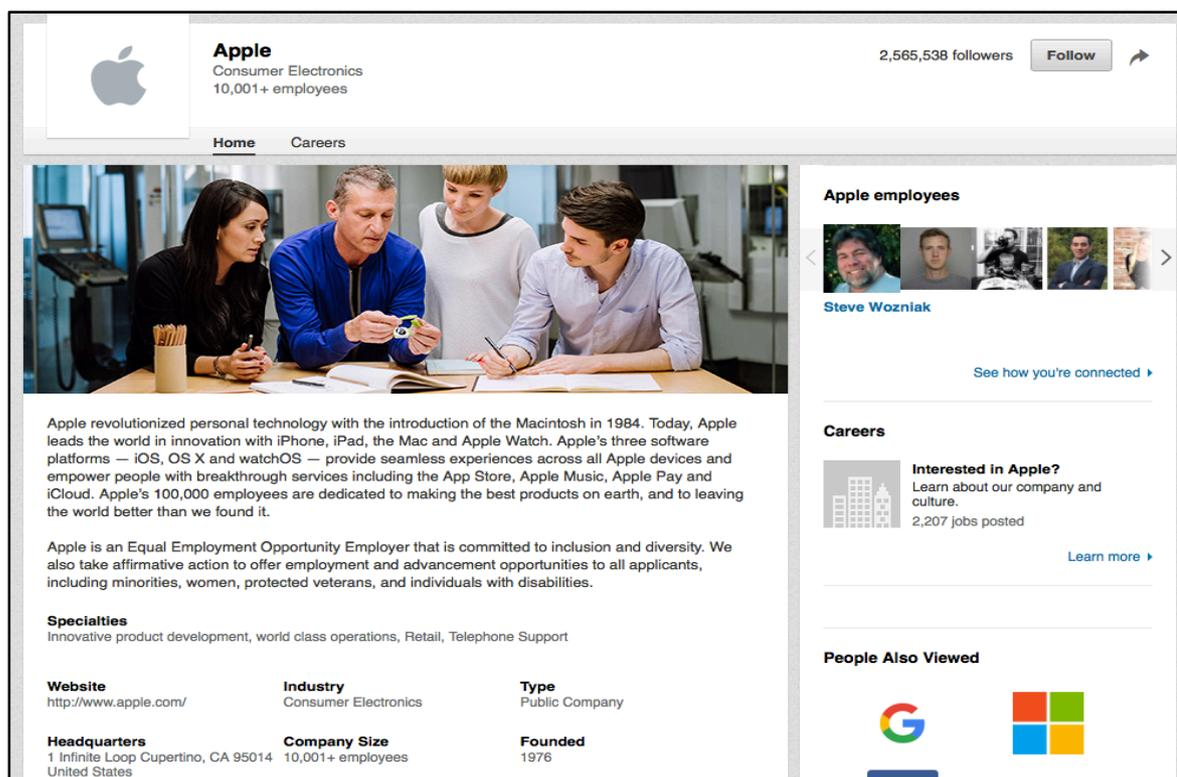 Apple
Consumer Electronics
10,001+ employees
2,565,538 followers
Follow
Home
Careers
Apple employees
Steve Wozniak
See how you're connected
Careers
Interested in Apple?
Learn about our company and
culture.
2,207 jobs posted
Learn more
People Also Viewed
Apple revolutionized personal technology with the introduction of the Macintosh in 1984. Today, Apple
leads the world in innovation with iPhone, iPad, the Mac and Apple Watch. Apple's three software
platforms — iOS, OS X and watchOS — provide seamless experiences across all Apple devices and
empower people with breakthrough services including the App Store, Apple Music, Apple Pay and
iCloud. Apple's 100,000 employees are dedicated to making the best products on earth, and to leaving
the world better than we found it.
Apple is an Equal Employment Opportunity Employer that is committed to inclusion and diversity. We
also take affirmative action to offer employment and advancement opportunities to all applicants,
including minorities, women, protected veterans, and individuals with disabilities.
Specialties
Innovative product development, world class operations, Retail, Telephone Support
Website
http://www.apple.com/
Industry
Consumer Electronics
Type
Public Company
Headquarters
1 Infinite Loop Cupertino, CA 95014
United States
Company Size
10,001+ employees
Founded
1976